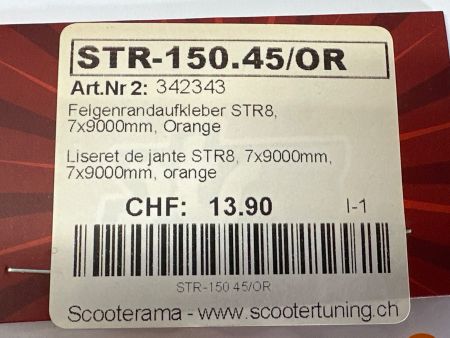 STR-150.45/OR
Art.Nr 2: 342343
Felgenrandaufkleber STR8,
7x9000mm, Orange
Liseret de jante STR8, 7x9000mm,
7x9000mm, orange
CHF: 13.90 I-1
STR-150.45/OR
Scooterama - www.scootertuning.ch